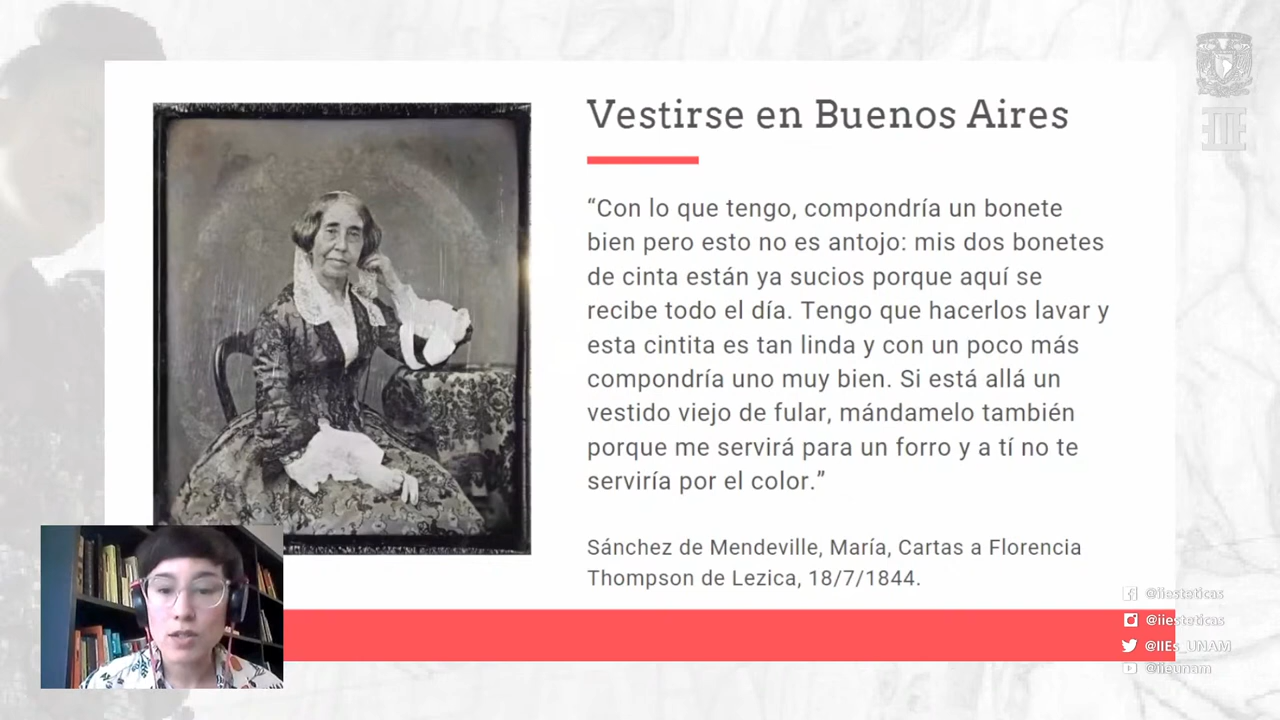 Vestirse en Buenos Aires
“Con lo que tengo, compondría un bonete
bien pero esto no es antojo: mis dos bonetes
de cinta están ya sucios porque aquí se
recibe todo el día. Tengo que hacerlos lavar y
esta cintita es tan linda y con un poco más
compondría uno muy bien. Si está allá un
vestido viejo de fular, mándamelo también
porque me servirá para un forro y a tí no te
serviría por el color.”
Sánchez de Mendeville, María, Cartas a Florencia
Thompson de Lezica, 18/7/1844.
@iiesteticas
@iiesteticas
@IIEs_UNAM
@iieunam